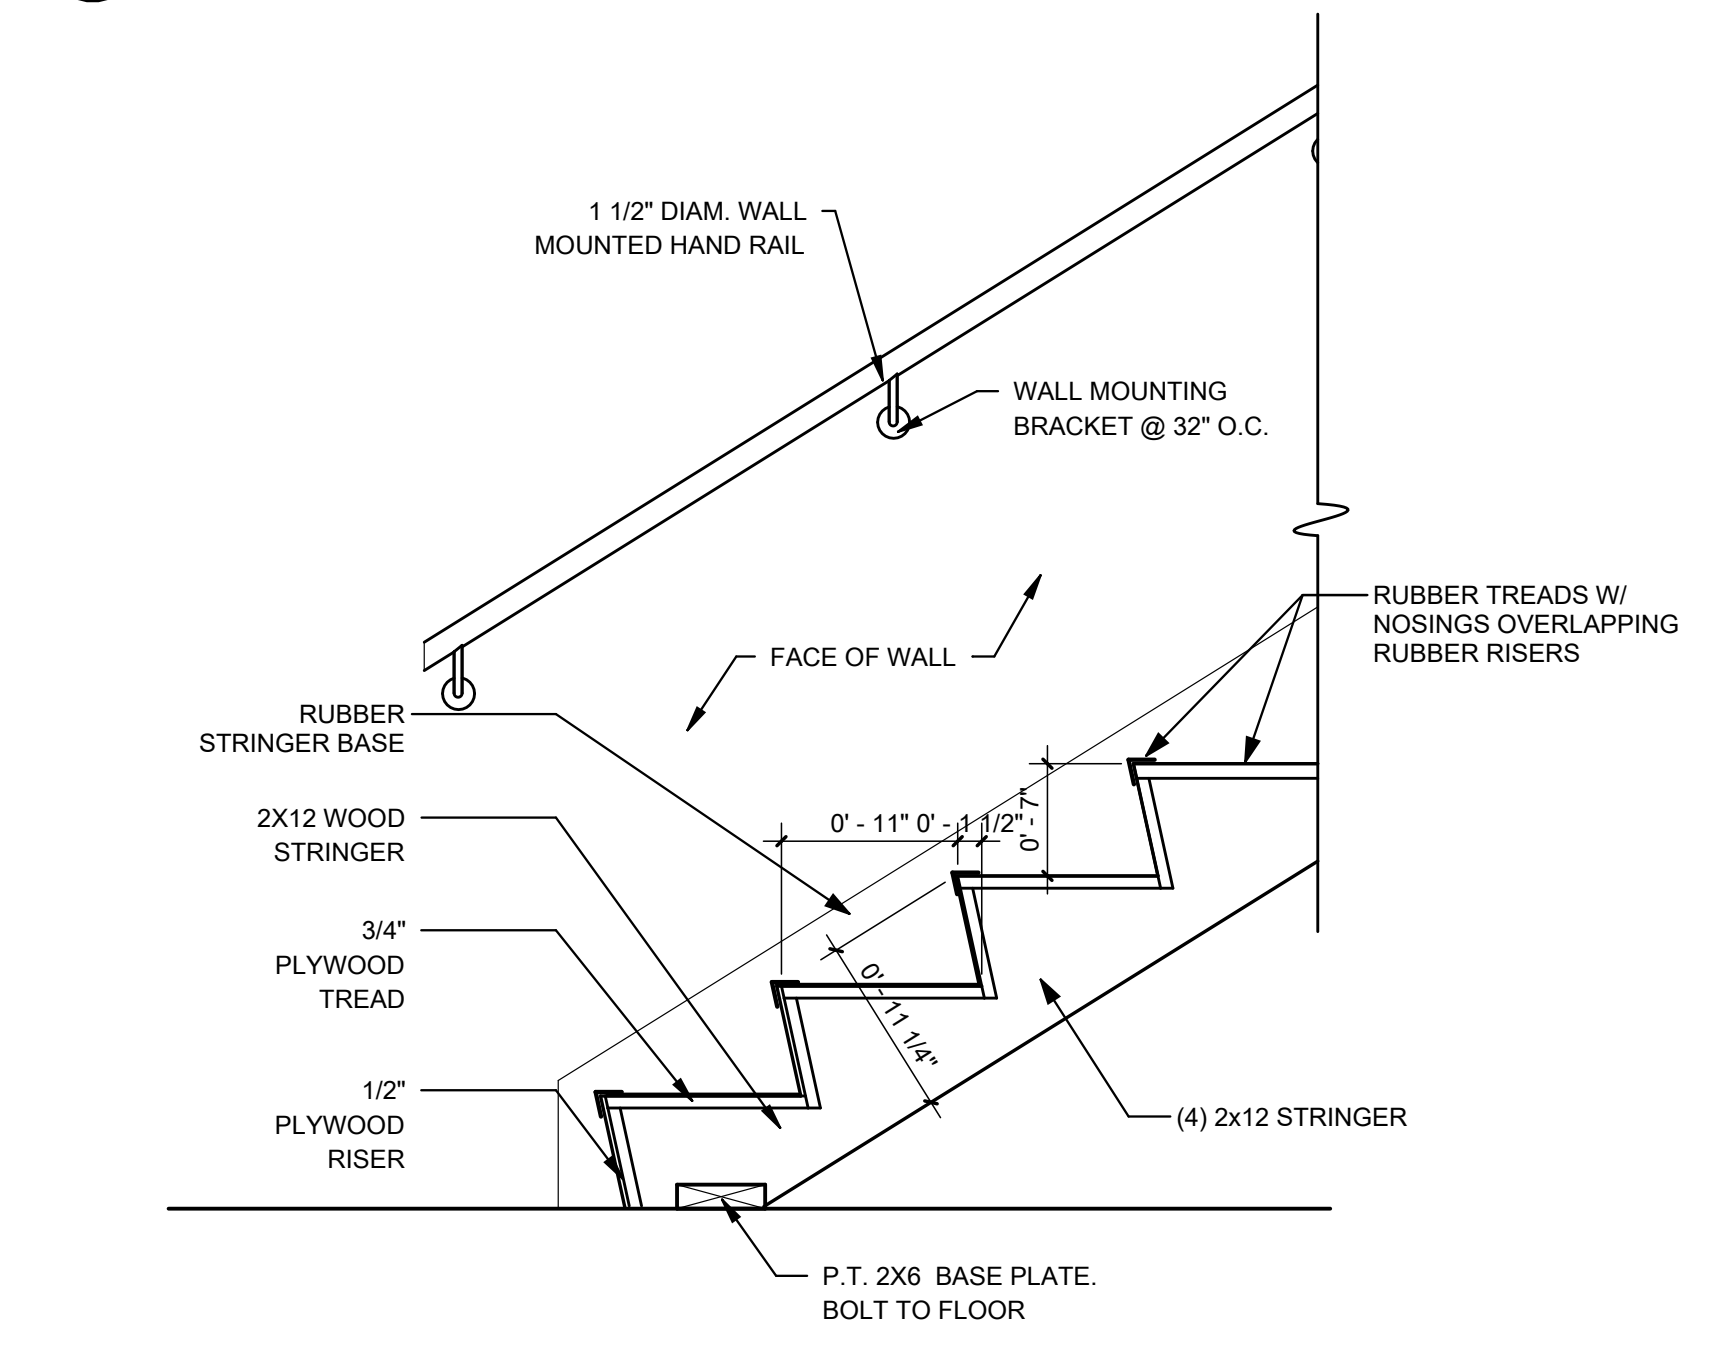 1 1/2" DIAM. WALL
MOUNTED HAND RAIL
WALL MOUNTING
BRACKET @ 32" O.C.
RUBBER TREADS W/
NOSINGS OVERLAPPING
RUBBER RISERS
FACE OF WALL
RUBBER
STRINGER BASE
2X12 WOOD
STRINGER
0' - 11" 0' - 1 1/2"
0' - 7"
3/4"
PLYWOOD
TREAD
0' - 11 1/4"
1/2"
PLYWOOD
RISER
(4) 2x12 STRINGER
P.T. 2X6 BASE PLATE.
BOLT TO FLOOR